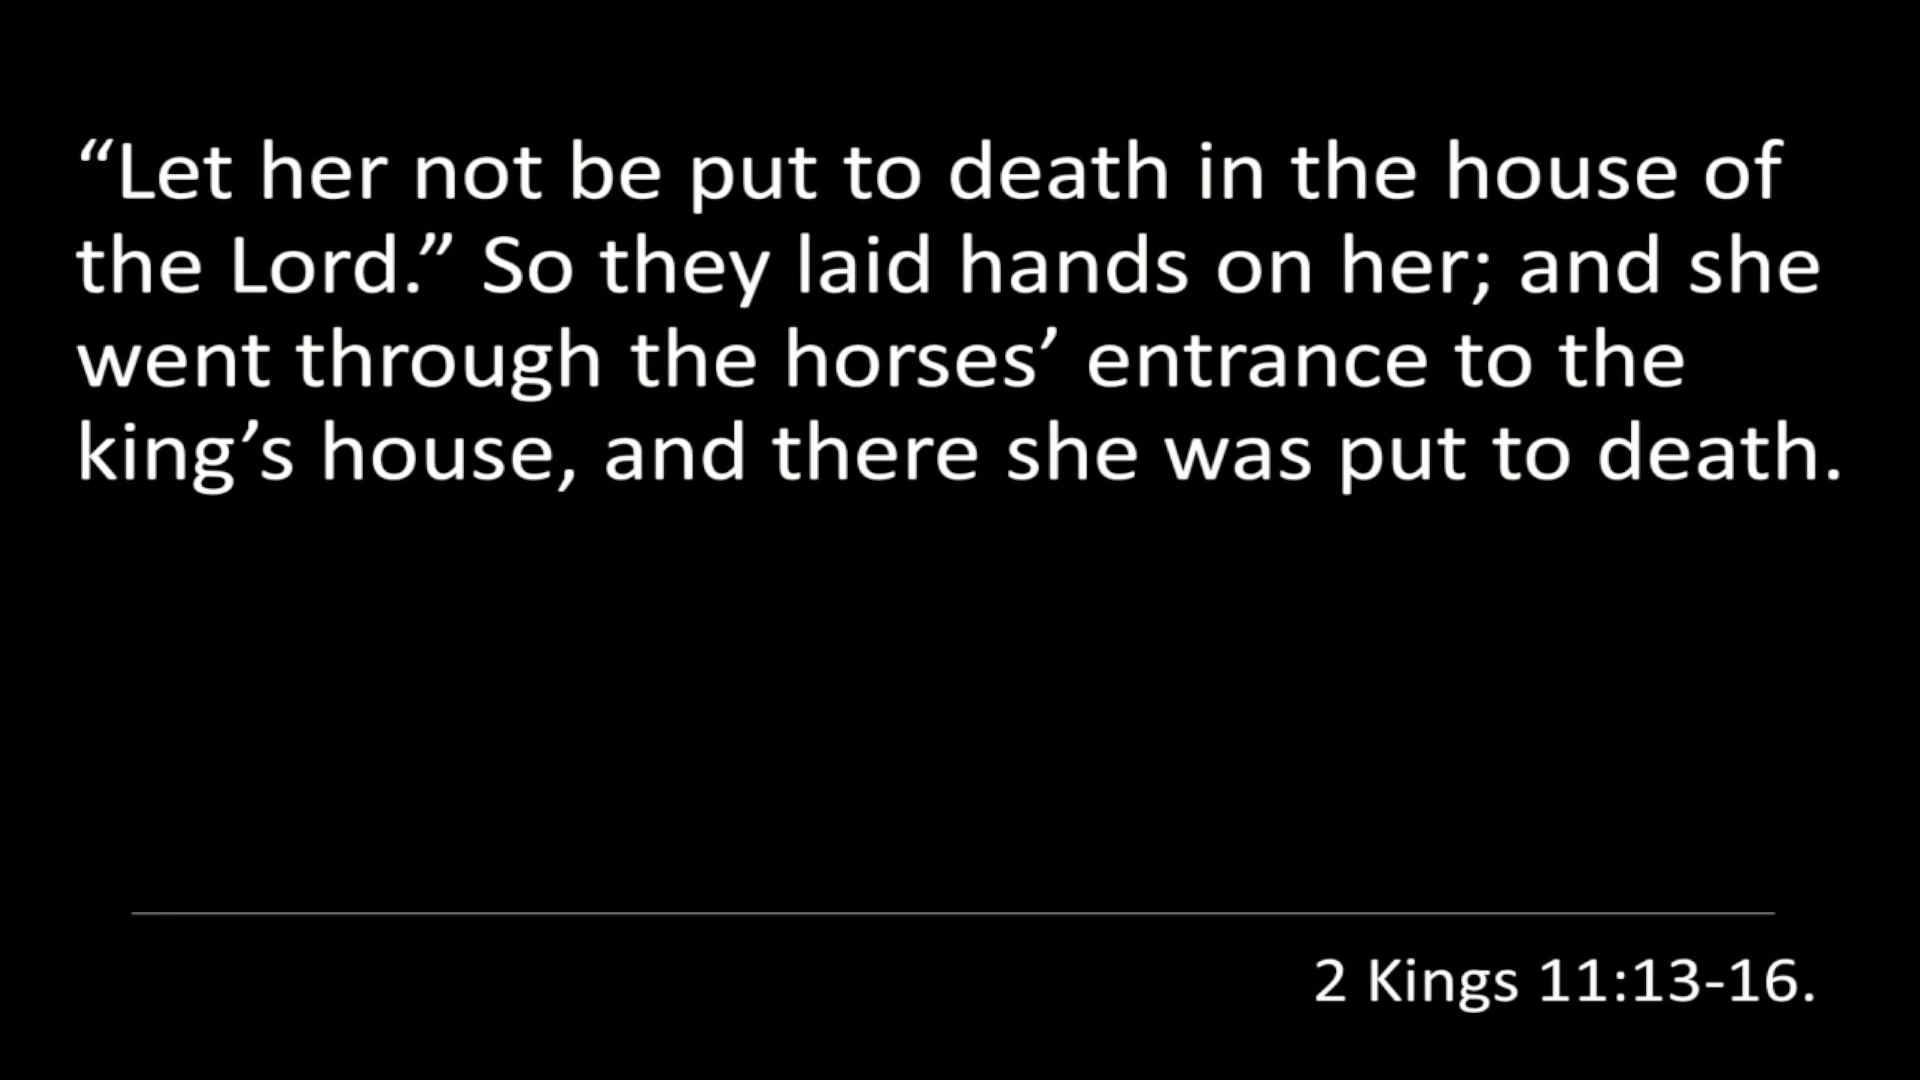 “Let her not be put to death in the house of
the Lord.” So they laid hands on her; and she
went through the horses’ entrance to the
king’s house, and there she was put to death.
2 Kings 11:13-16.